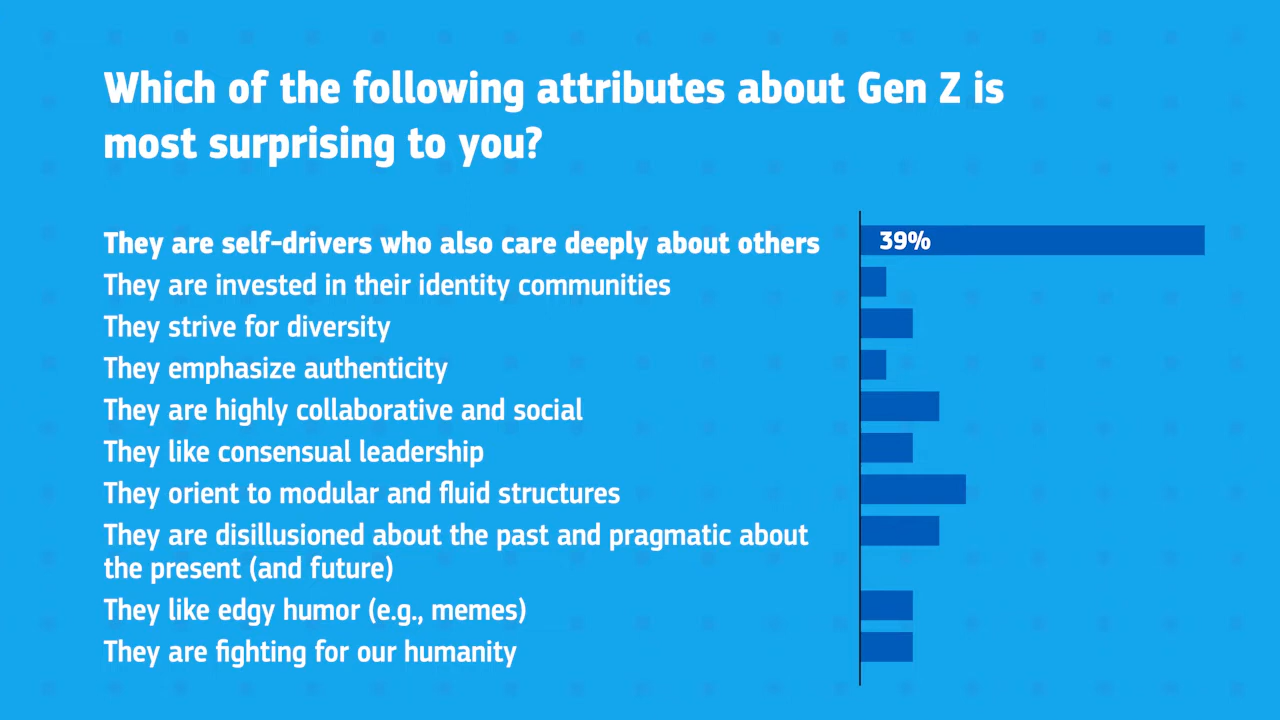 Which of the following attributes about Gen Z is
most surprising to you?
They are self-drivers who also care deeply about others
39%
They are invested in their identity communities
They strive for diversity
They emphasize authenticity
They are highly collaborative and social
They like consensual leadership
They orient to modular and fluid structures
They are disillusioned about the past and pragmatic about
the present (and future)
They like edgy humor (e.g., memes)
They are fighting for our humanity